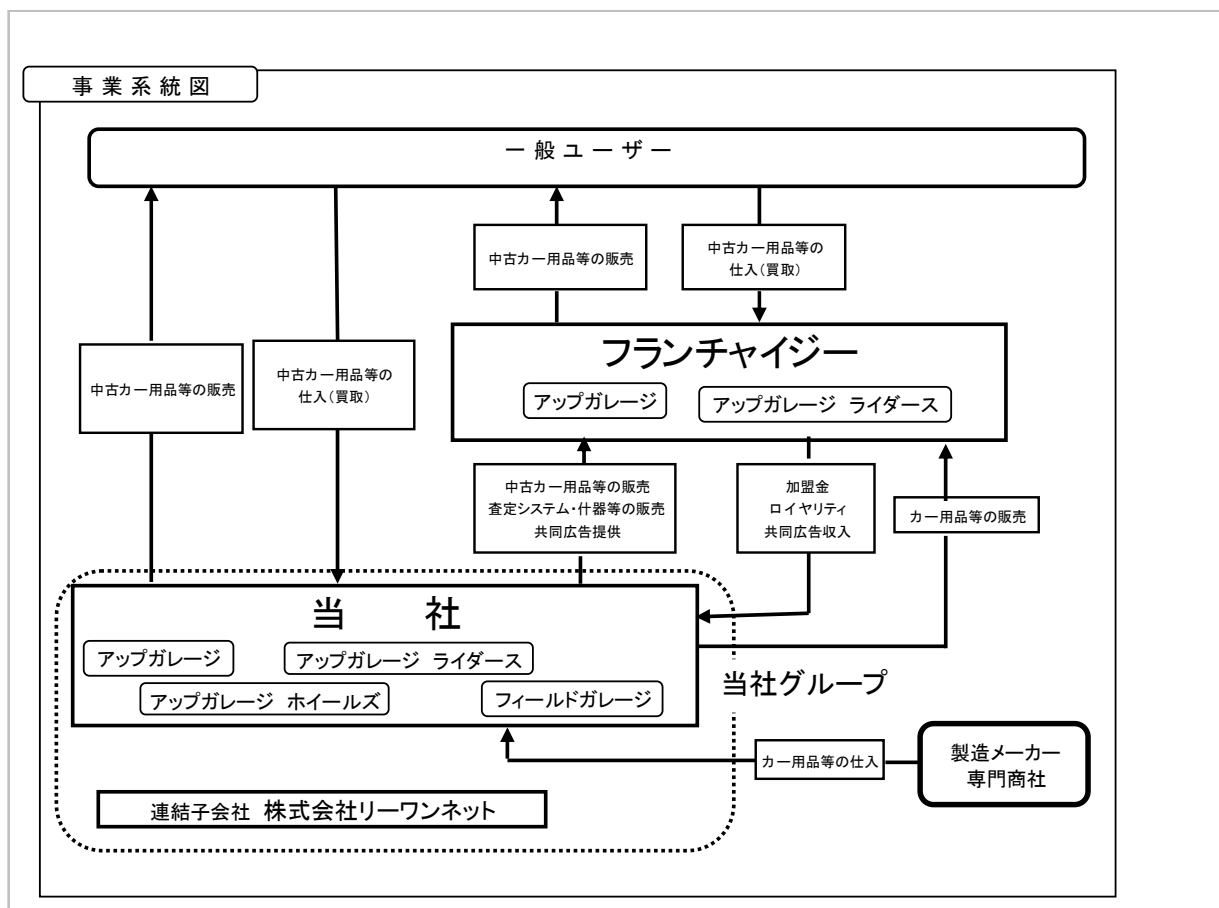 事業系統図
一般ユーザー
中古カー用品等の販売
中古カー用品等の
仕入(買取)
中古カー用品等の販売
中古カー用品等の
仕入(買取)
フランチャイジー
アップガレージ
アップガレージ ライダース
中古カー用品等の販売
査定システム・什器等の販売
共同広告提供
加盟金
ロイヤリティ
共同広告収入
カー用品等の販売
当 社
アップガレージ
アップガレージ ライダース
アップガレージ ホイールズ
フィールドガレージ
当社グループ
カー用品等の仕入
製造メーカー
専門商社
連結子会社 株式会社リーワンネット